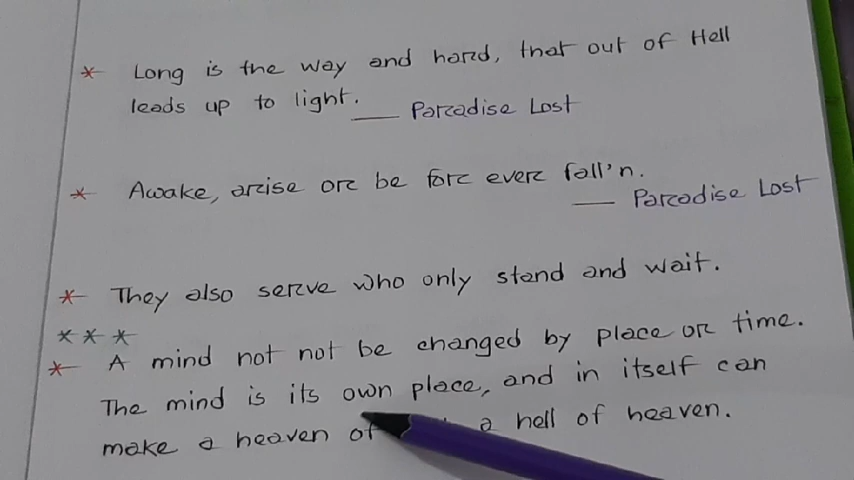 * Long is the way and hard, that out of Hell
leads up to light. __ Paradise Lost
* Awake, arise or be for ever fall'n.
__ Paradise Lost
* They also serve who only stand and wait.
***
* A mind not not be changed by place or time.
The mind is its own place, and in itself can
make a heaven of a hell of heaven.